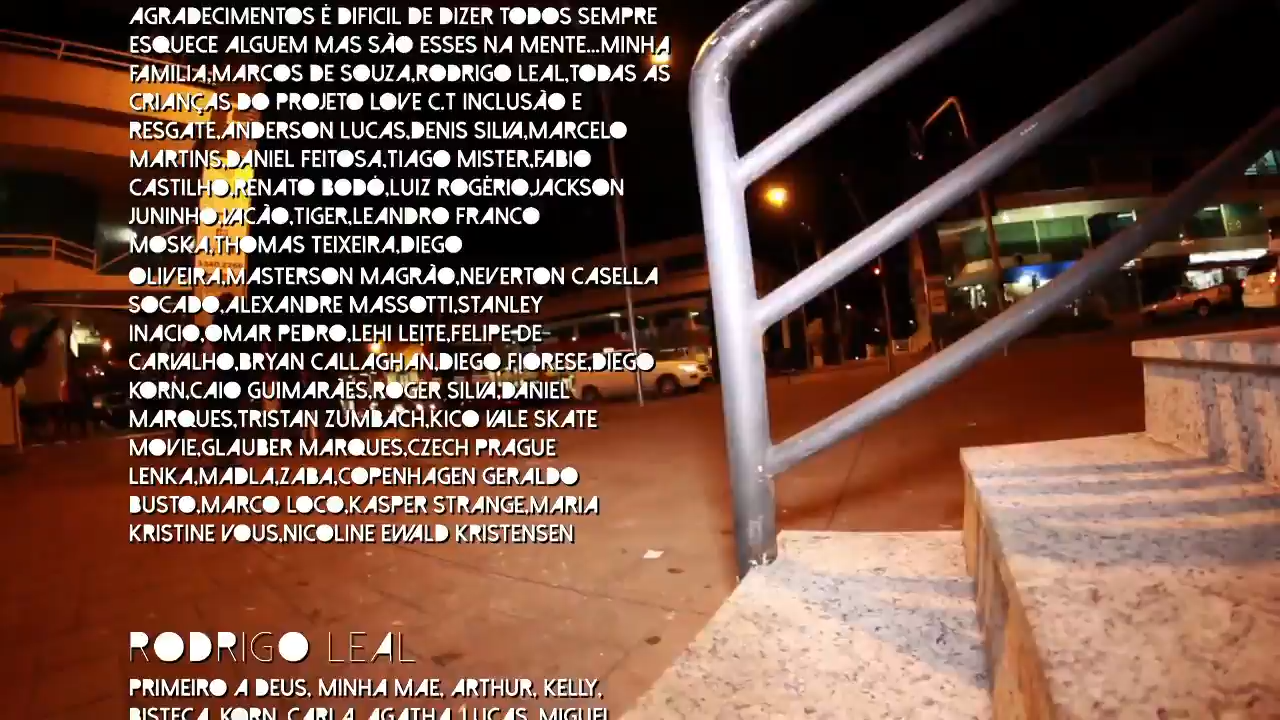 AGRADECIMENTOS É DIFICIL DE DIZER TODOS SEMPRE
ESQUECE ALGUEM MAS SÃO ESSES NA MENTE...MINHA
FAMILIA,MARCOS DE SOUZA,RODRIGO LEAL,TODAS AS
CRIANÇAS DO PROJETO LOVE C.T INCLUSÃO E
RESGATE,ANDERSON LUCAS,DENIS SILVA,MARCELO
MARTINS,DANIEL FEITOSA,TIAGO MISTER,FABIO
CASTILHO,RENATO BODÓ,LUIZ ROGÉRIO,JACKSON
JUNINHO,VACÃO,TIGER,LEANDRO FRANCO
MOSKA,THOMAS TEIXEIRA,DIEGO
OLIVEIRA,MASTERSON MAGRÃO,NEVERTON CASELLA
SOCADO,ALEXANDRE MASSOTTI,STANLEY
INACIO,OMAR PEDRO,LEHI LEITE,FELIPE DE
CARVALHO,BRYAN CALLAGHAN,DIEGO FIORESE,DIEGO
KORN,CAIO GUIMARÃES,ROGER SILVA,DANIEL
MARQUES,TRISTAN ZUMBACH,KICO VALE SKATE
MOVIE,GLAUBER MARQUES,CZECH PRAGUE
LENKA,MADLA,ZABA,COPENHAGEN GERALDO
BUSTO,MARCO LOCO,KASPER STRANGE,MARIA
KRISTINE VOUS,NICOLINE EWALD KRISTENSEN
RODRIGO LEAL
PRIMEIRO A DEUS, MINHA MAE, ARTHUR, KELLY,
BISTECA, KORN, CARLA, AGATHA, LUCAS, MIGUEL